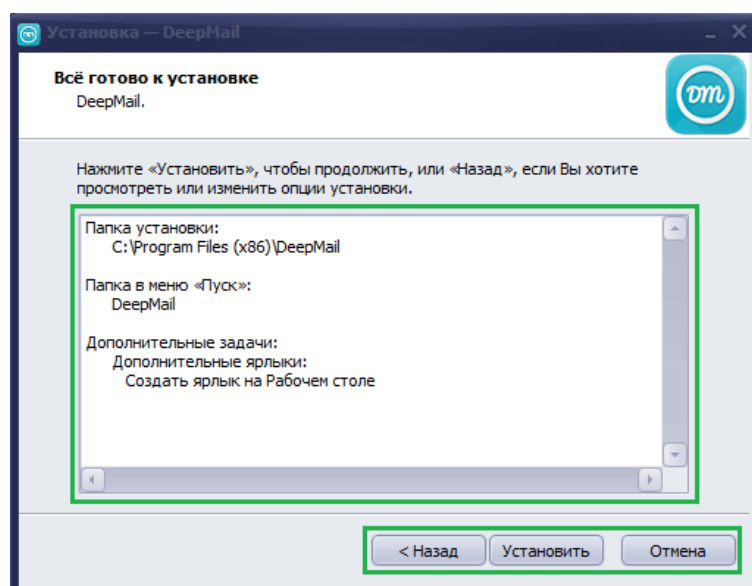 Установка — DeepMail
Всё готово к установке
DeepMail.
DM
Нажмите «Установить», чтобы продолжить, или «Назад», если Вы хотите
просмотреть или изменить опции установки.
Папка установки:
C:\Program Files (x86)\DeepMail
Папка в меню «Пуск»:
DeepMail
Дополнительные задачи:
Дополнительные ярлыки:
Создать ярлык на Рабочем столе
< Назад Установить Отмена